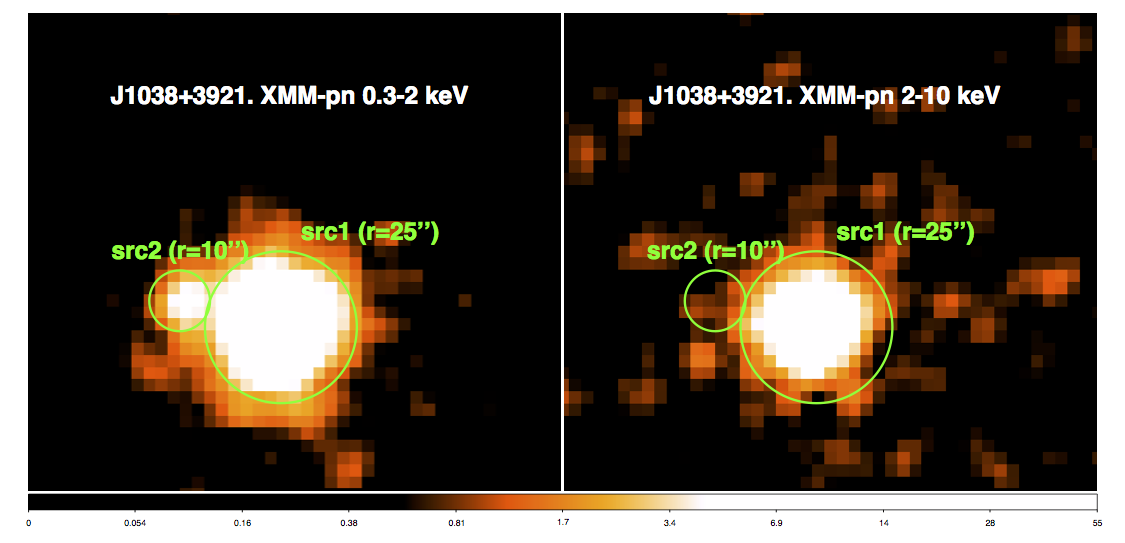 J1038+3921. XMM-pn 0.3-2 keV
src1 (r=25”)
src2 (r=10”)
J1038+3921. XMM-pn 2-10 keV
src1 (r=25”)
src2 (r=10”)
0 0.054 0.16 0.38 0.81 1.7 3.4 6.9 14 28 55